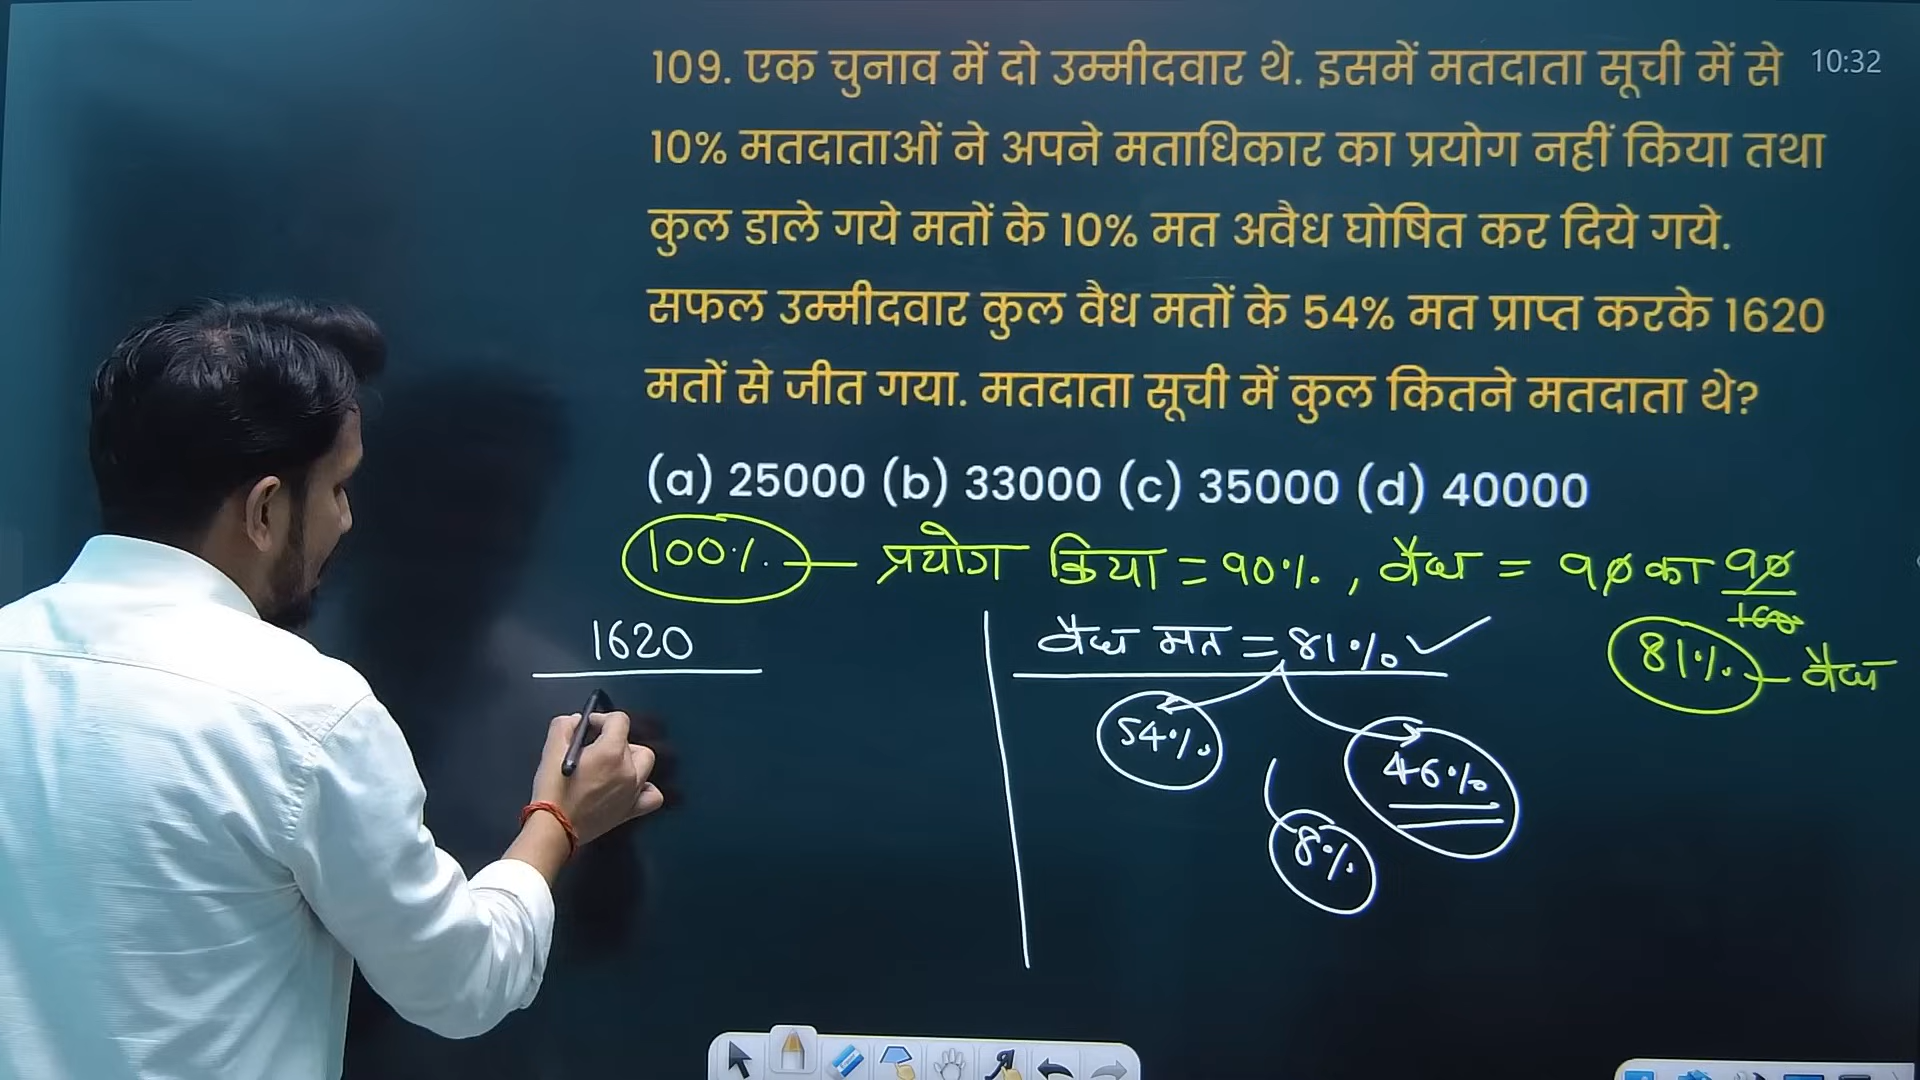 109. एक चुनाव में दो उम्मीदवार थे. इसमें मतदाता सूची में से
10:32
10% मतदाताओं ने अपने मताधिकार का प्रयोग नहीं किया तथा
कुल डाले गये मतों के 10% मत अवैध घोषित कर दिये गये.
सफल उम्मीदवार कुल वैध मतों के 54% मत प्राप्त करके 1620
मतों से जीत गया. मतदाता सूची में कुल कितने मतदाता थे?
(a) 25000 (b) 33000 (c) 35000 (d) 40000
100% — प्रयोग किया = 90%, वैध = 90 का 90/100
1620
वैध मत = 81% ✓
81% — वैध
54%
46%
8%